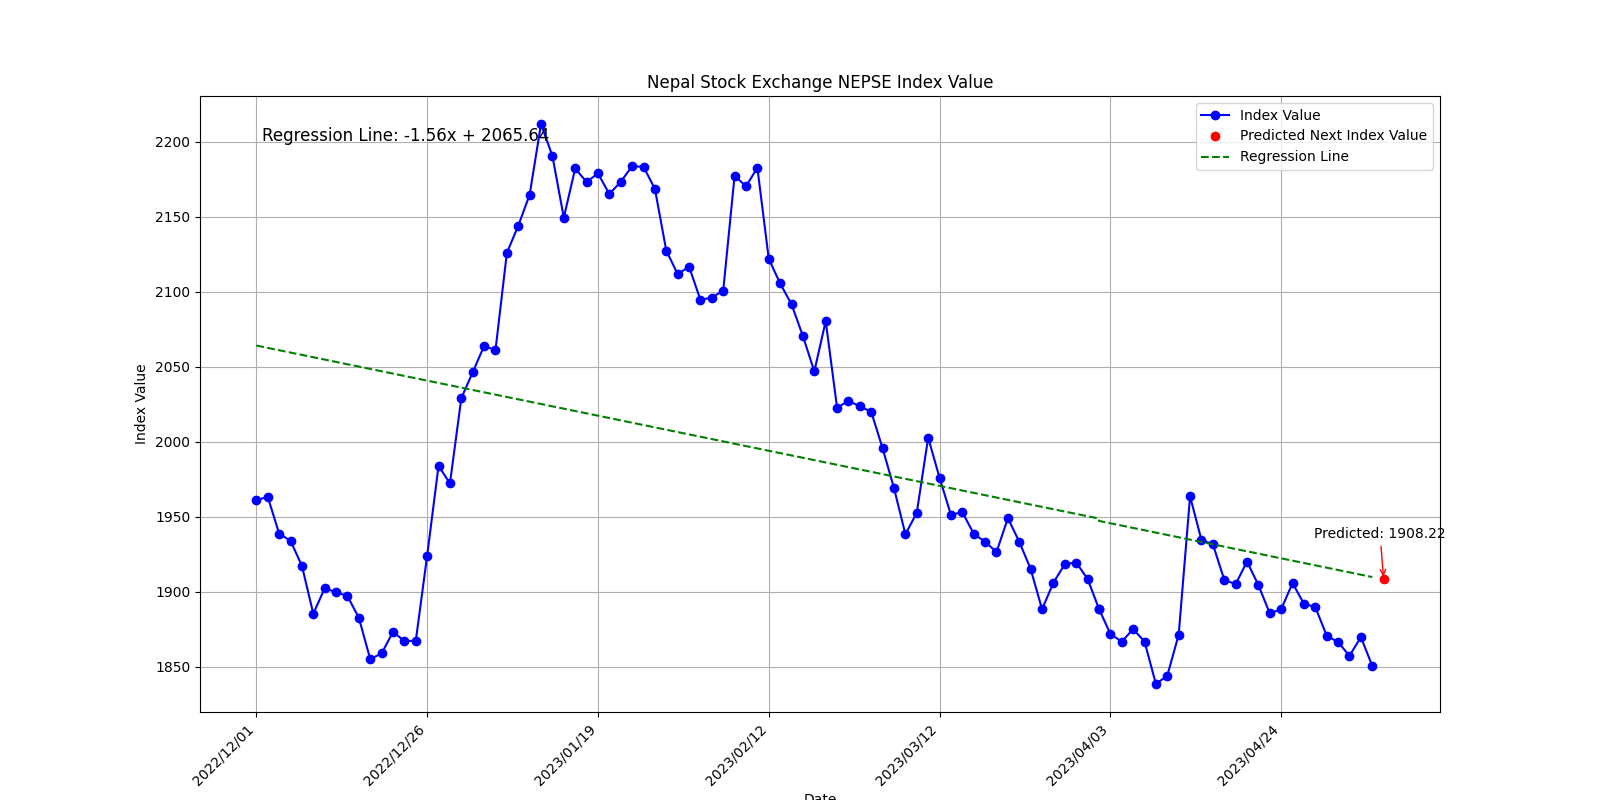 Nepal Stock Exchange NEPSE Index Value
Regression Line: -1.56x + 2065.64
Index Value
Predicted Next Index Value
Regression Line
2200
2150
2100
2050
2000
1950
1900
1850
Index Value
Predicted: 1908.22
2022/12/01
2022/12/26
2023/01/19
2023/02/12
2023/03/12
2023/04/03
2023/04/24
Date